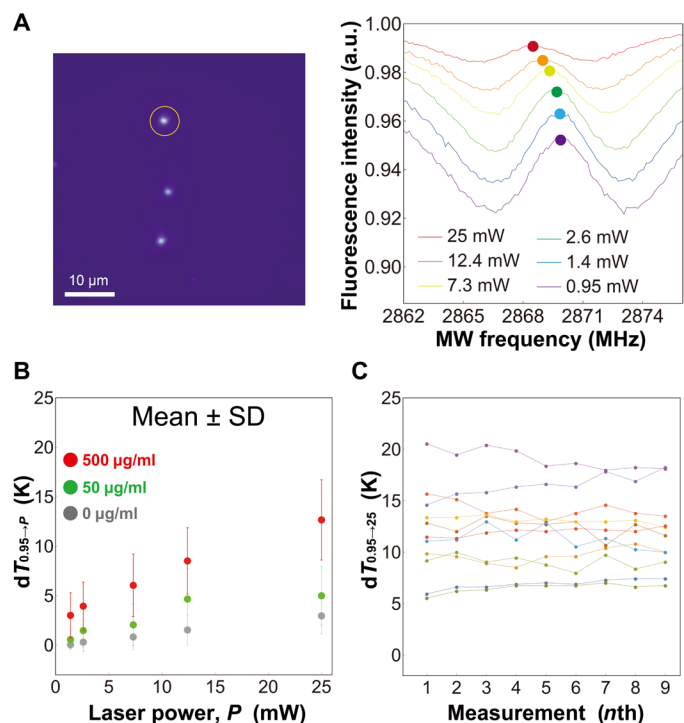 A
10 µm
Fluorescence intensity (a.u.)
1.00
0.98
0.96
0.94
0.92
0.90
25 mW
12.4 mW
7.3 mW
2.6 mW
1.4 mW
0.95 mW
2862 2865 2868 2871 2874
MW frequency (MHz)
B
Mean ± SD
500 µg/ml
50 µg/ml
0 µg/ml
dT0.95→P (K)
25
20
15
10
5
0
0 5 10 15 20 25
Laser power, P (mW)
C
dT0.95→25 (K)
25
20
15
10
5
0
1 2 3 4 5 6 7 8 9
Measurement (nth)